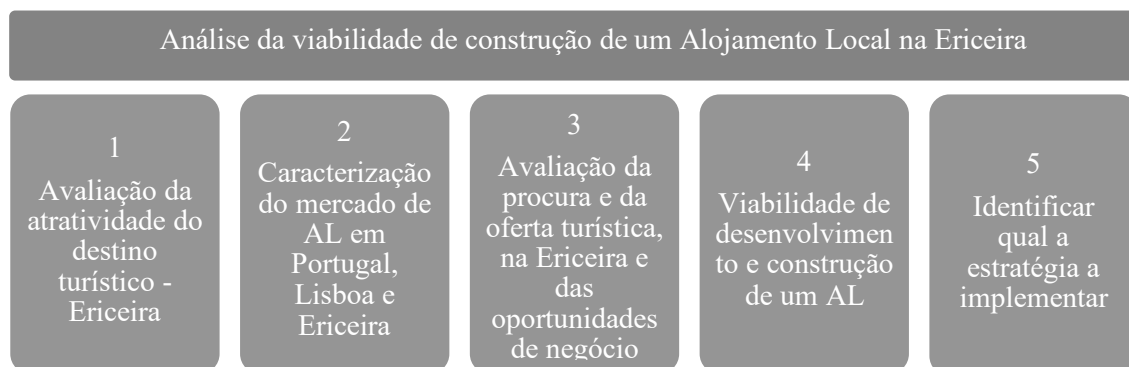 Análise da viabilidade de construção de um Alojamento Local na Ericeira
1
Avaliação da
atratividade do
destino
turístico -
Ericeira
2
Caracterização
do mercado de
AL em
Portugal,
Lisboa e
Ericeira
3
Avaliação da
procura e da
oferta turística,
na Ericeira e
das
oportunidades
de negócio
4
Viabilidade de
desenvolvimen
to e construção
de um AL
5
Identificar
qual a
estratégia a
implementar